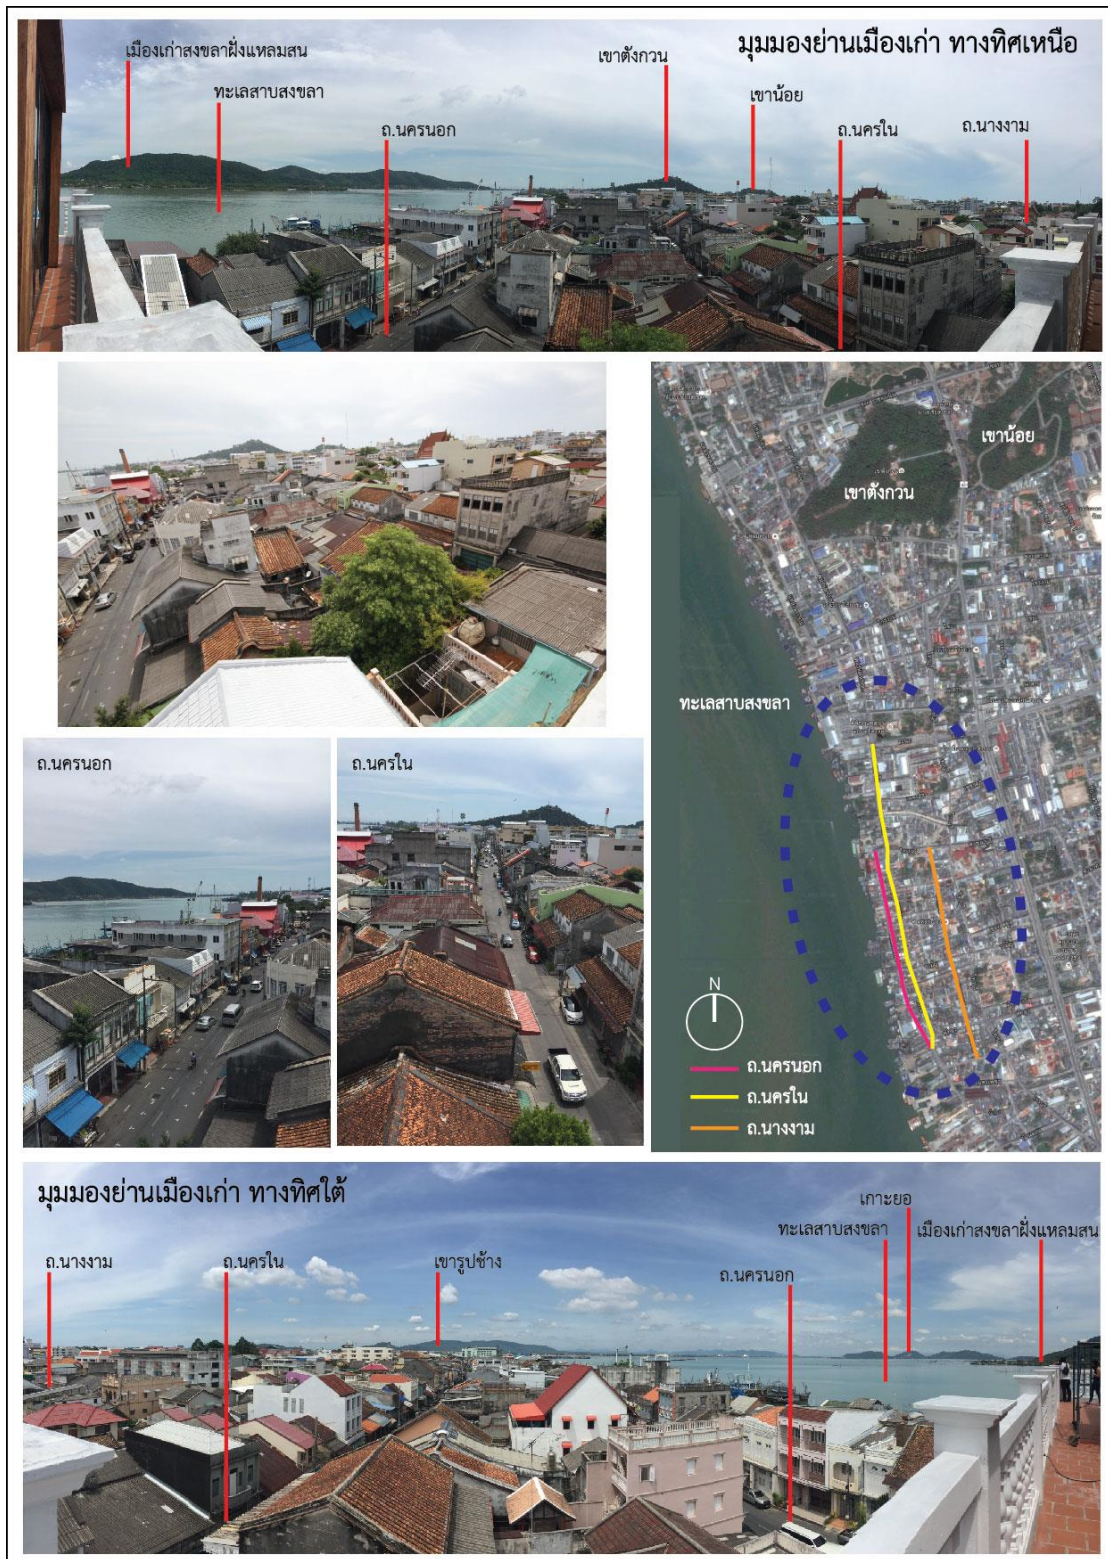 มุมมองย่านเมืองเก่า ทางทิศเหนือ
เมืองเก่าสงขลาฝั่งแหลมสน
ทะเลสาบสงขลา
ถ.นครนอก
เขาตังกวน
เขาน้อย
ถ.นครใน
ถ.นางงาม
เขาน้อย
เขาตังกวน
ทะเลสาบสงขลา
N
ถ.นครนอก
ถ.นครใน
ถ.นางงาม
ถ.นครนอก
ถ.นครใน
มุมมองย่านเมืองเก่า ทางทิศใต้
ถ.นางงาม
ถ.นครใน
เขารูปช้าง
ถ.นครนอก
ทะเลสาบสงขลา
เกาะยอ
เมืองเก่าสงขลาฝั่งแหลมสน